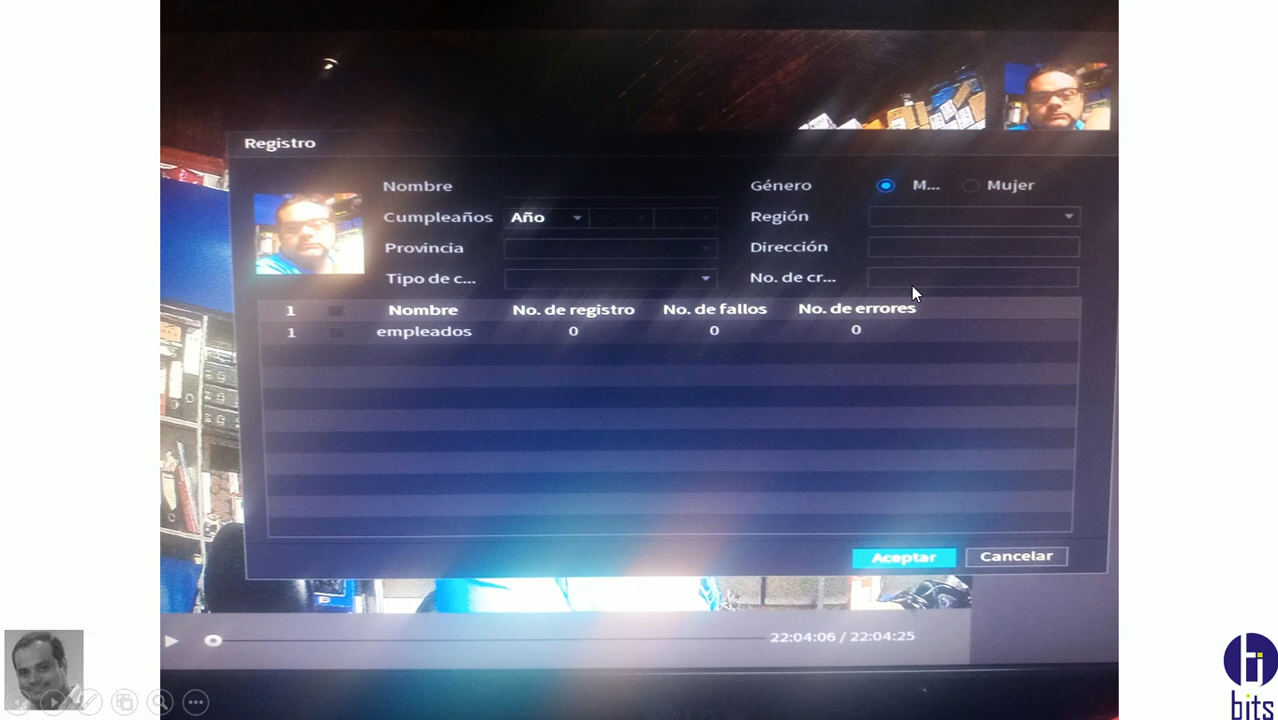 Registro
Nombre
Género M... Mujer
Cumpleaños Año
Región
Provincia
Dirección
Tipo de c...
No. de cr...
1 Nombre No. de registro No. de fallos No. de errores
1 empleados 0 0 0
Aceptar Cancelar
22:04:06 / 22:04:25
bits